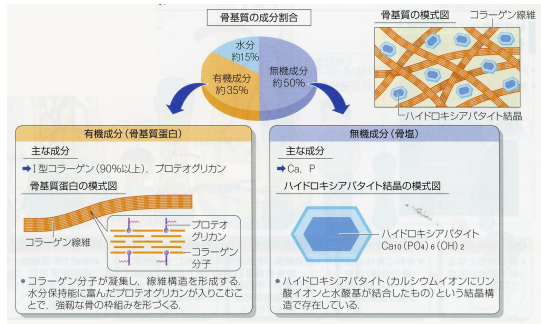 骨基質の成分割合
水分
約15%
有機成分
約35%
無機成分
約50%
骨基質の模式図
コラーゲン線維
ハイドロキシアパタイト結晶
有機成分(骨基質蛋白)
主な成分
➡I型コラーゲン(90%以上),プロテオグリカン
骨基質蛋白の模式図
コラーゲン線維
プロテオ
グリカン
コラーゲン
分子
●コラーゲン分子が凝集し,線維構造を形成する.
水分保持能に富んだプロテオグリカンが入りこむこ
とで,強靭な骨の枠組みを形づくる.
無機成分(骨塩)
主な成分
➡Ca, P
ハイドロキシアパタイト結晶の模式図
ハイドロキシアパタイト
Ca10(PO4)6(OH)2
●ハイドロキシアパタイト(カルシウムイオンにリン
酸イオンと水酸基が結合したもの)という結晶構
造で存在している.